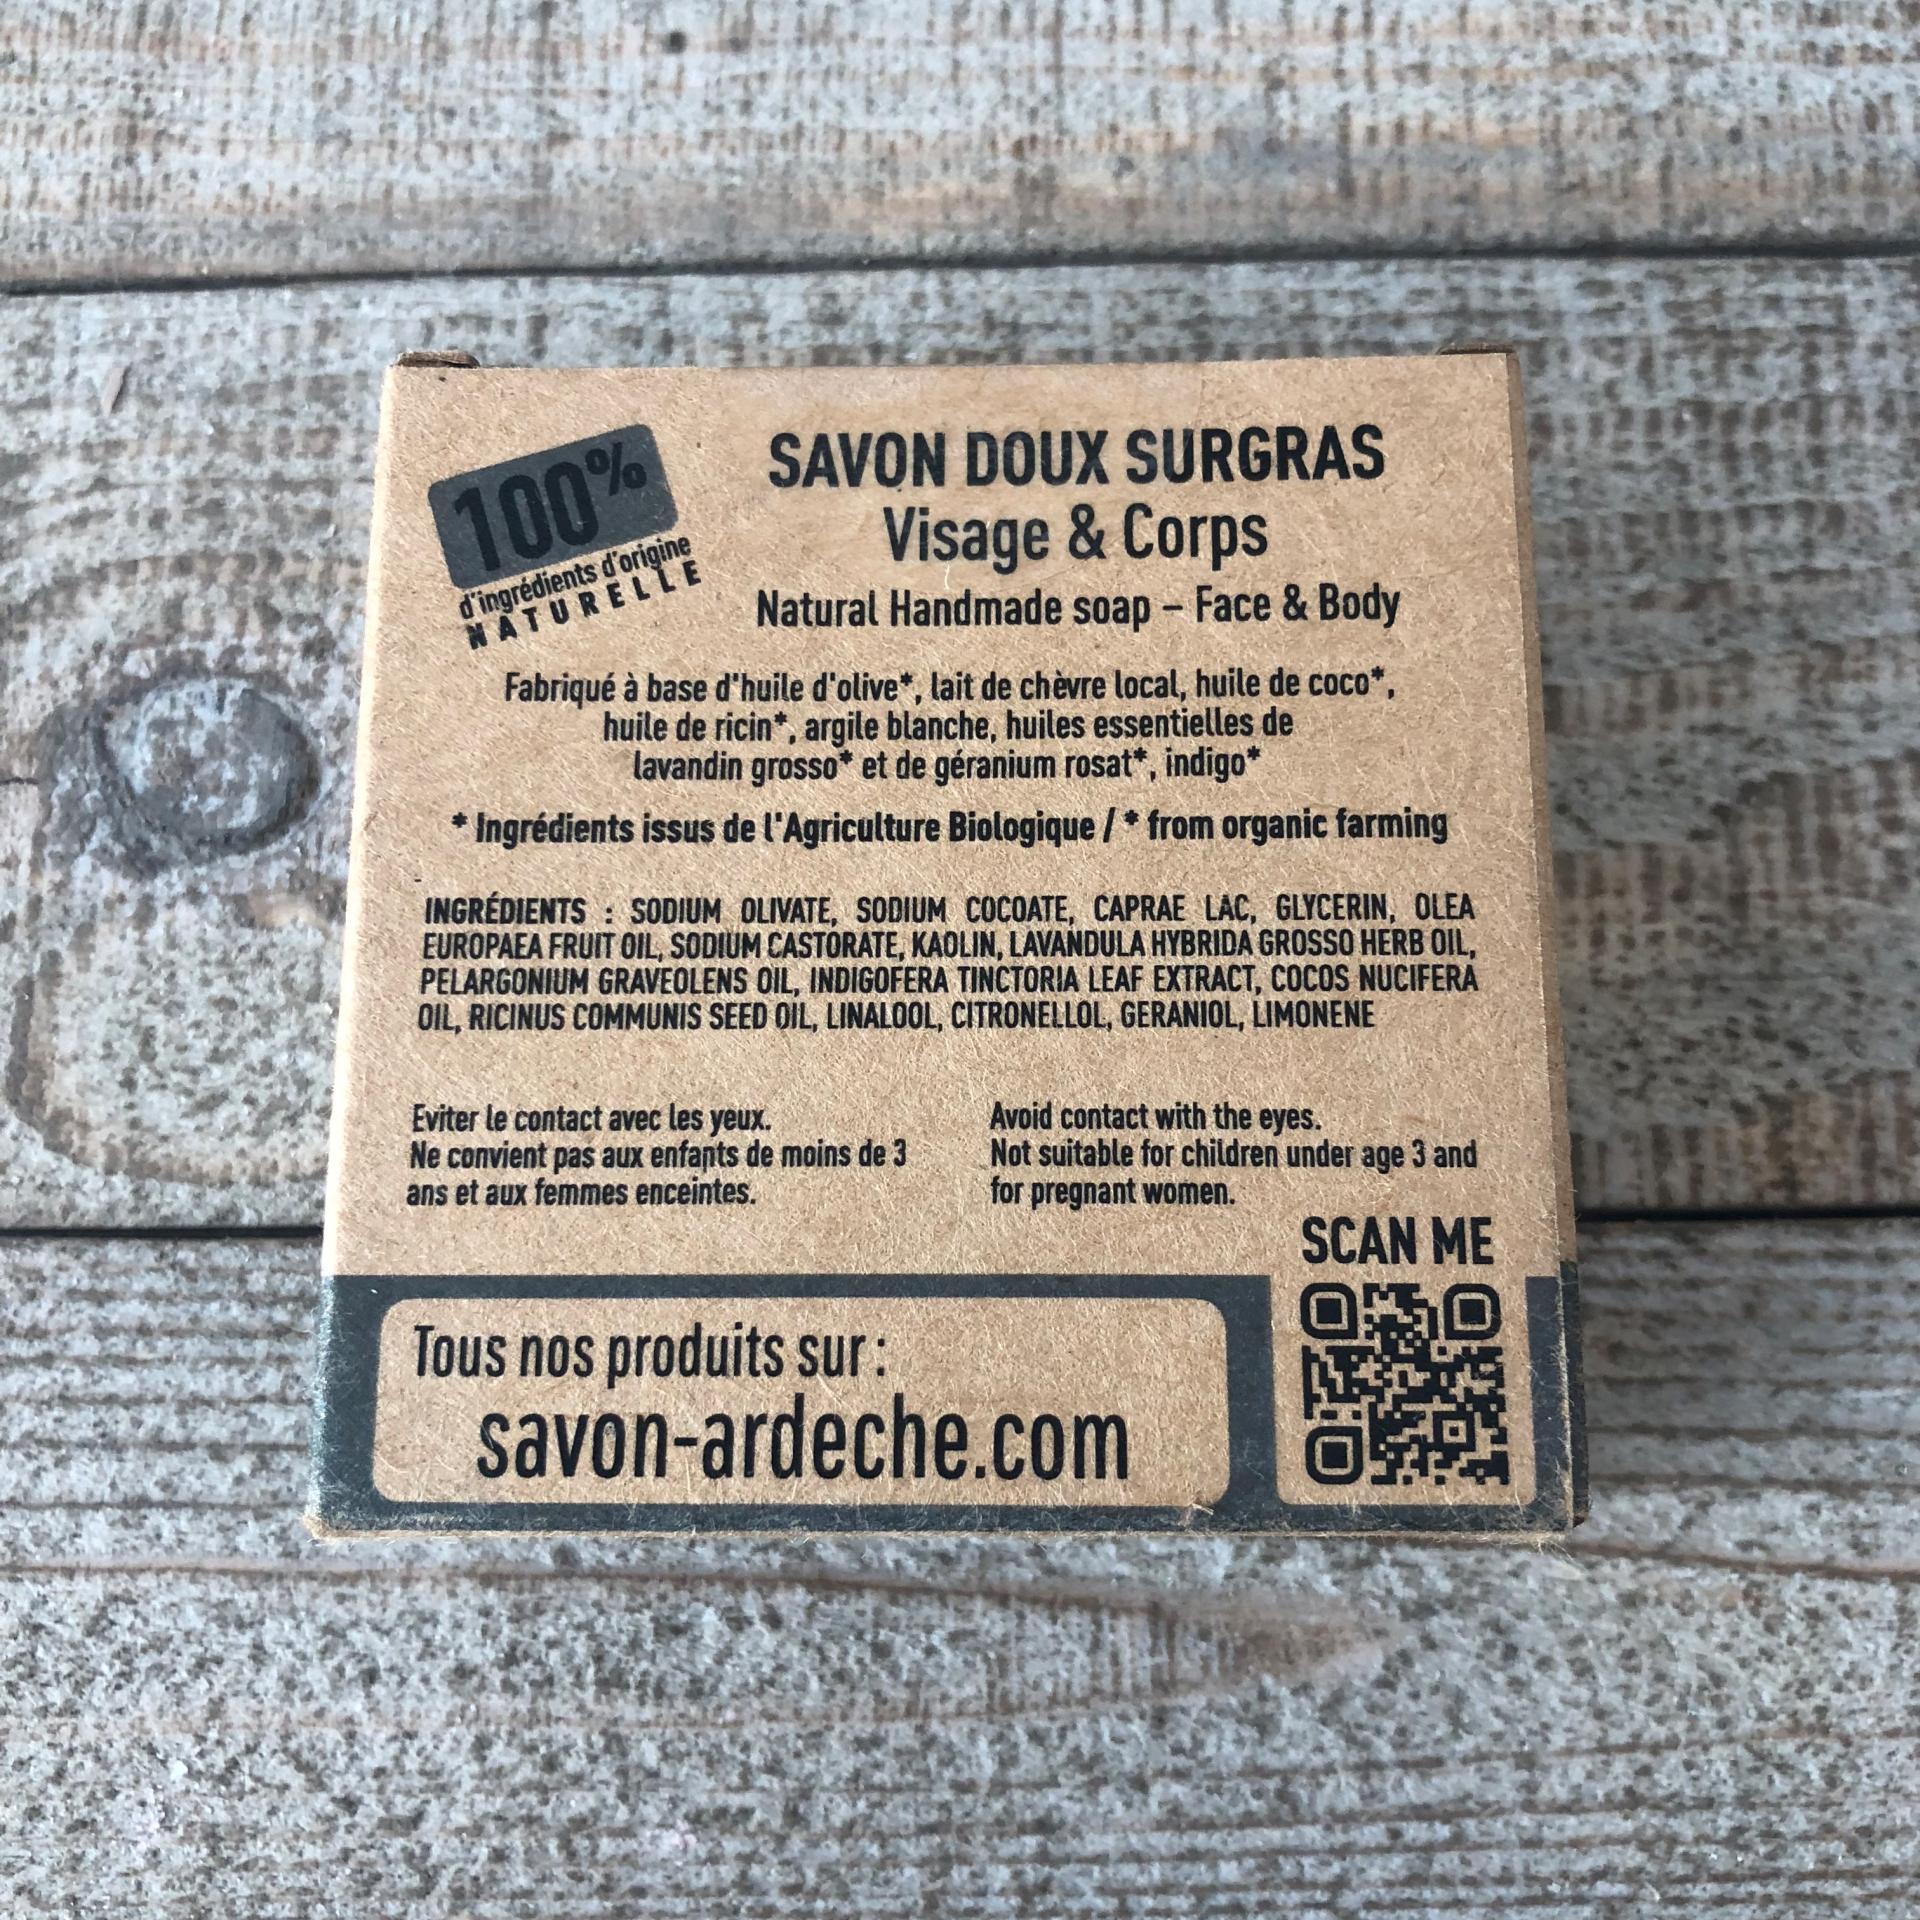 100%
d'ingrédients d'origine
NATURELLE
SAVON DOUX SURGRAS
Visage & Corps
Natural Handmade soap – Face & Body
Fabriqué à base d'huile d'olive*, lait de chèvre local, huile de coco*,
huile de ricin*, argile blanche, huiles essentielles de
lavandin grosso* et de géranium rosat*, indigo*
* Ingrédients issus de l'Agriculture Biologique / * from organic farming
INGRÉDIENTS : SODIUM OLIVATE, SODIUM COCOATE, CAPRAE LAC, GLYCERIN, OLEA
EUROPAEA FRUIT OIL, SODIUM CASTORATE, KAOLIN, LAVANDULA HYBRIDA GROSSO HERB OIL,
PELARGONIUM GRAVEOLENS OIL, INDIGOFERA TINCTORIA LEAF EXTRACT, COCOS NUCIFERA
OIL, RICINUS COMMUNIS SEED OIL, LINALOOL, CITRONELLOL, GERANIOL, LIMONENE
Eviter le contact avec les yeux.
Ne convient pas aux enfants de moins de 3
ans et aux femmes enceintes.
Avoid contact with the eyes.
Not suitable for children under age 3 and
for pregnant women.
SCAN ME
Tous nos produits sur :
savon-ardeche.com